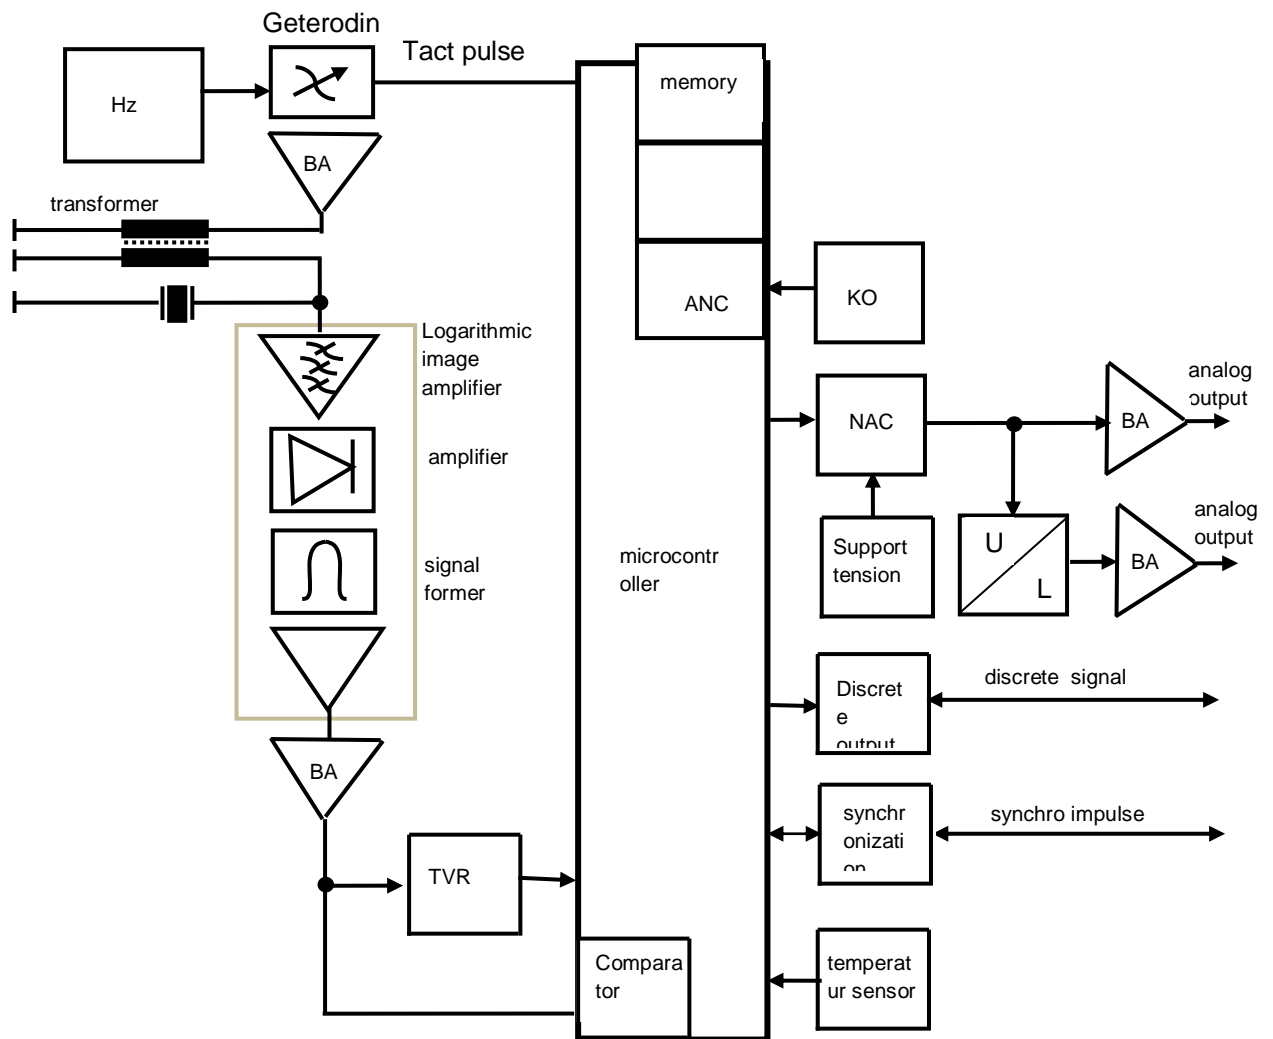 Geterodin
Tact pulse
Hz
memory
BA
transformer
ANC
KO
Logarithmic
image
amplifier
analog
output
NAC
BA
amplifier
analog
output
Support
tension
U
L
BA
signal
former
microcontr
oller
Discret
e
output
discrete signal
BA
synchr
onizati
on
synchro impulse
TVR
Compara
tor
temperat
ur sensor